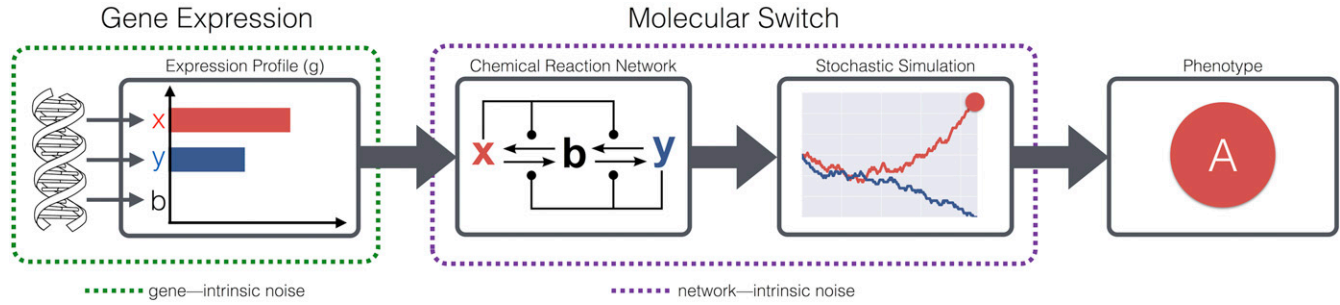 Gene Expression
Molecular Switch
Expression Profile (g)
Chemical Reaction Network
Stochastic Simulation
Phenotype
x
y
b
x b y
A
gene—intrinsic noise
network—intrinsic noise